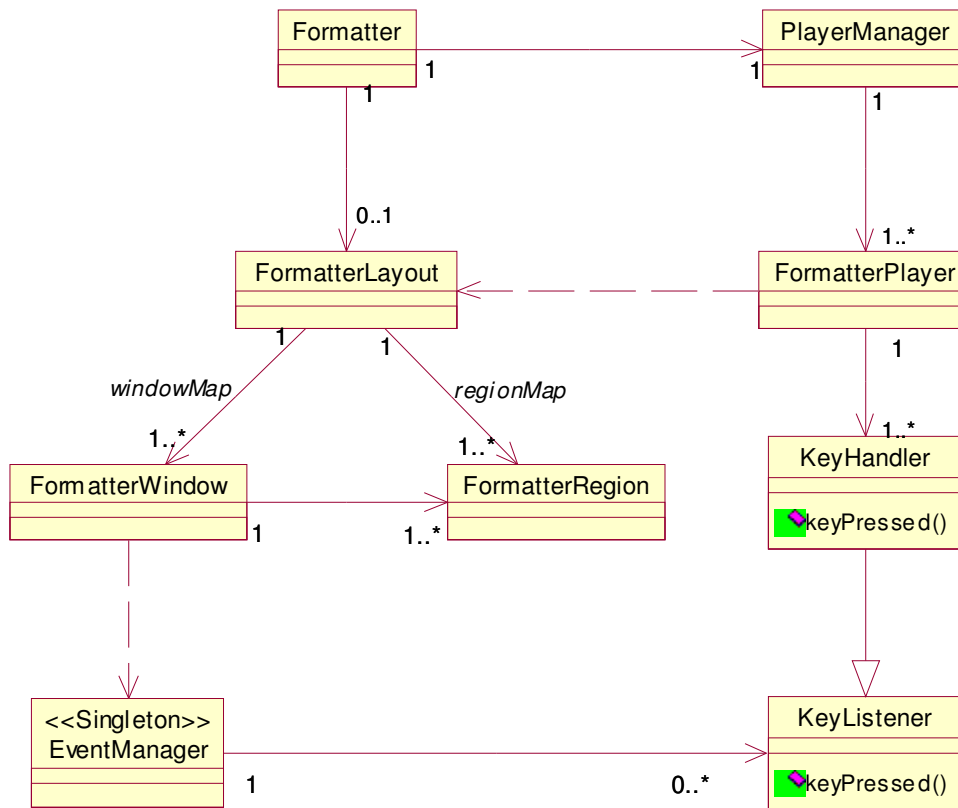 Formatter
PlayerManager
1
1
1
1
0..1
1..*
FormatterLayout
FormatterPlayer
1
1
1
windowMap
regionMap
1..*
1..*
1..*
FormatterWindow
FormatterRegion
KeyHandler
1
1..*
keyPressed()
<<Singleton>>
EventManager
KeyListener
1
0..*
keyPressed()